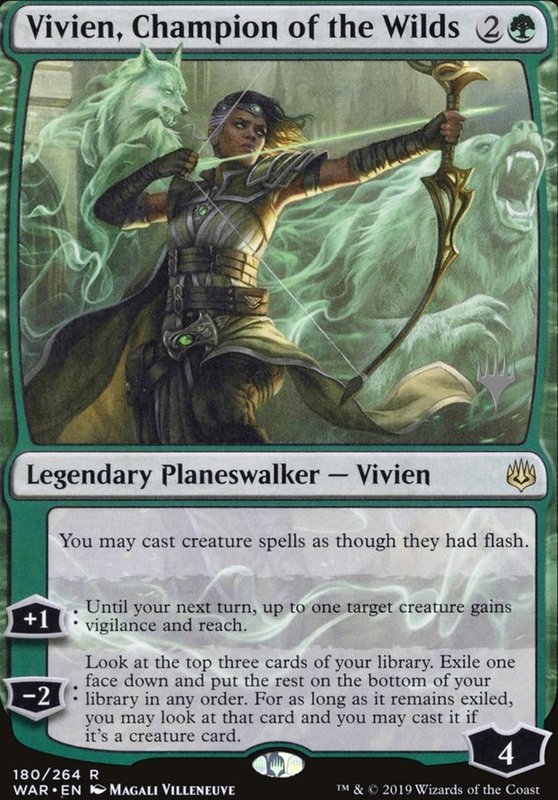 Vivien, Champion of the Wilds 2
Legendary Planeswalker — Vivien
You may cast creature spells as though they had flash.
+1: Until your next turn, up to one target creature gains
vigilance and reach.
Look at the top three cards of your library. Exile one
face down and put the rest on the bottom of your
-2: library in any order. For as long as it remains exiled,
you may look at that card and you may cast it if
it's a creature card.
4
180/264 R
WAR • EN Magali Villeneuve
™ & © 2019 Wizards of the Coast